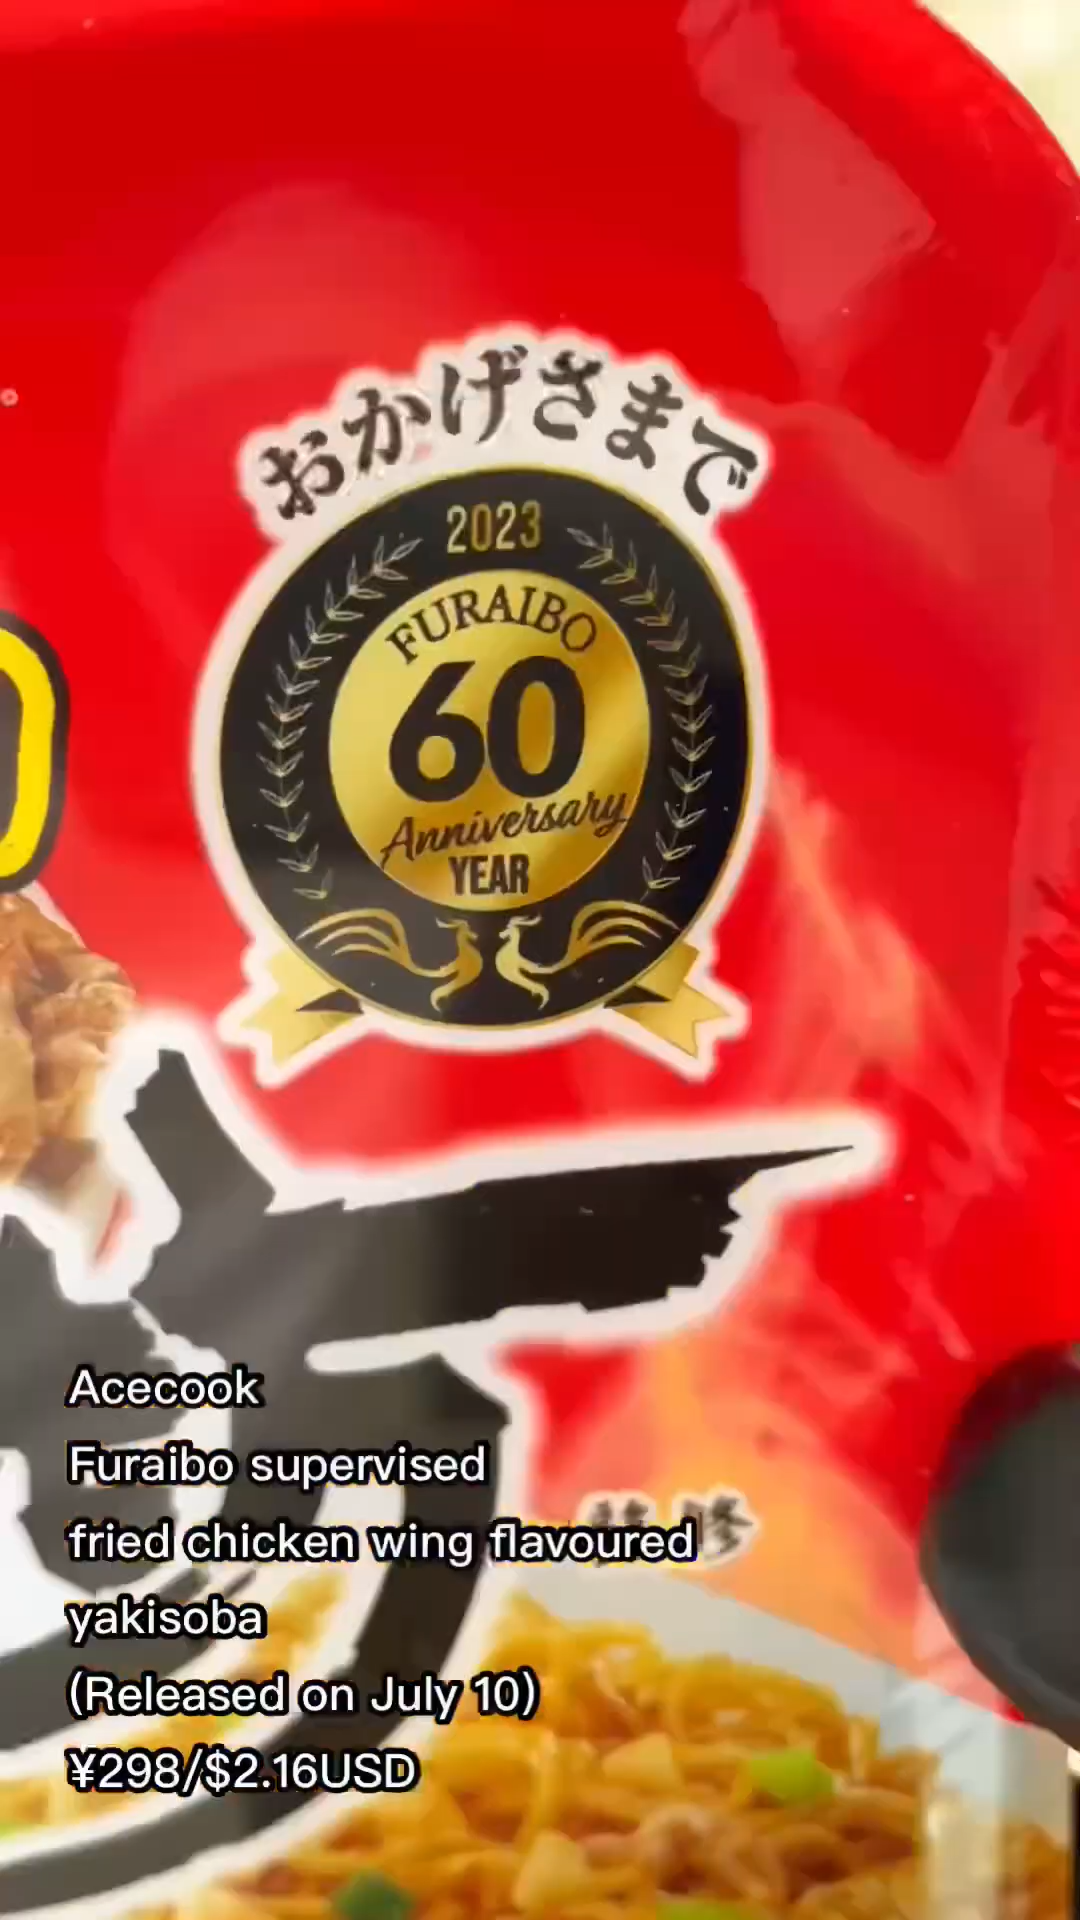 おかげさまで
2023
FURAIBO
60
Anniversary
YEAR
Acecook
Furaibo supervised
fried chicken wing flavoured
yakisoba
(Released on July 10)
¥298/$2.16USD